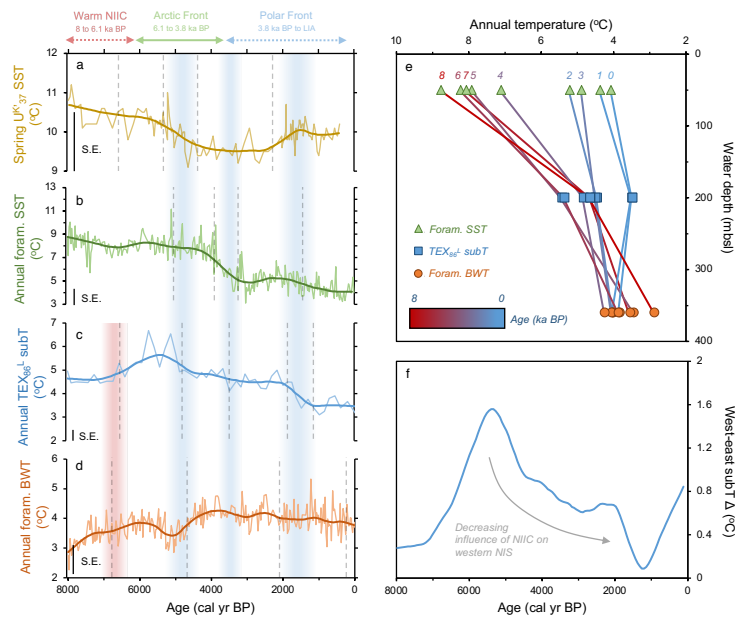 Warm NIIC
8 to 6.1 ka BP
Arctic Front
6.1 to 3.8 ka BP
Polar Front
3.8 ka BP to LIA
a
Spring Uᴷ'₃₇ SST
(°C)
12
11
10
9
S.E.
b
Annual foram. SST
(°C)
13
11
9
7
5
3
S.E.
c
Annual TEX₈₆ᴸ subT
(°C)
7
6
5
4
3
2
S.E.
d
Annual foram. BWT
(°C)
6
5
4
3
2
S.E.
8000
6000
4000
2000
0
Age (cal yr BP)
Annual temperature (°C)
10
8
6
4
2
e
8
6
7
5
4
2
3
1
0
0
100
200
300
400
Water depth (mbsl)
Foram. SST
TEX₈₆ᴸ subT
Foram. BWT
8
0
Age (ka BP)
f
2
1.6
1.2
0.8
0.4
0
West-east subT Δ (°C)
Decreasing
influence of NIIC on
western NIS
8000
6000
4000
2000
0
Age (cal yr BP)